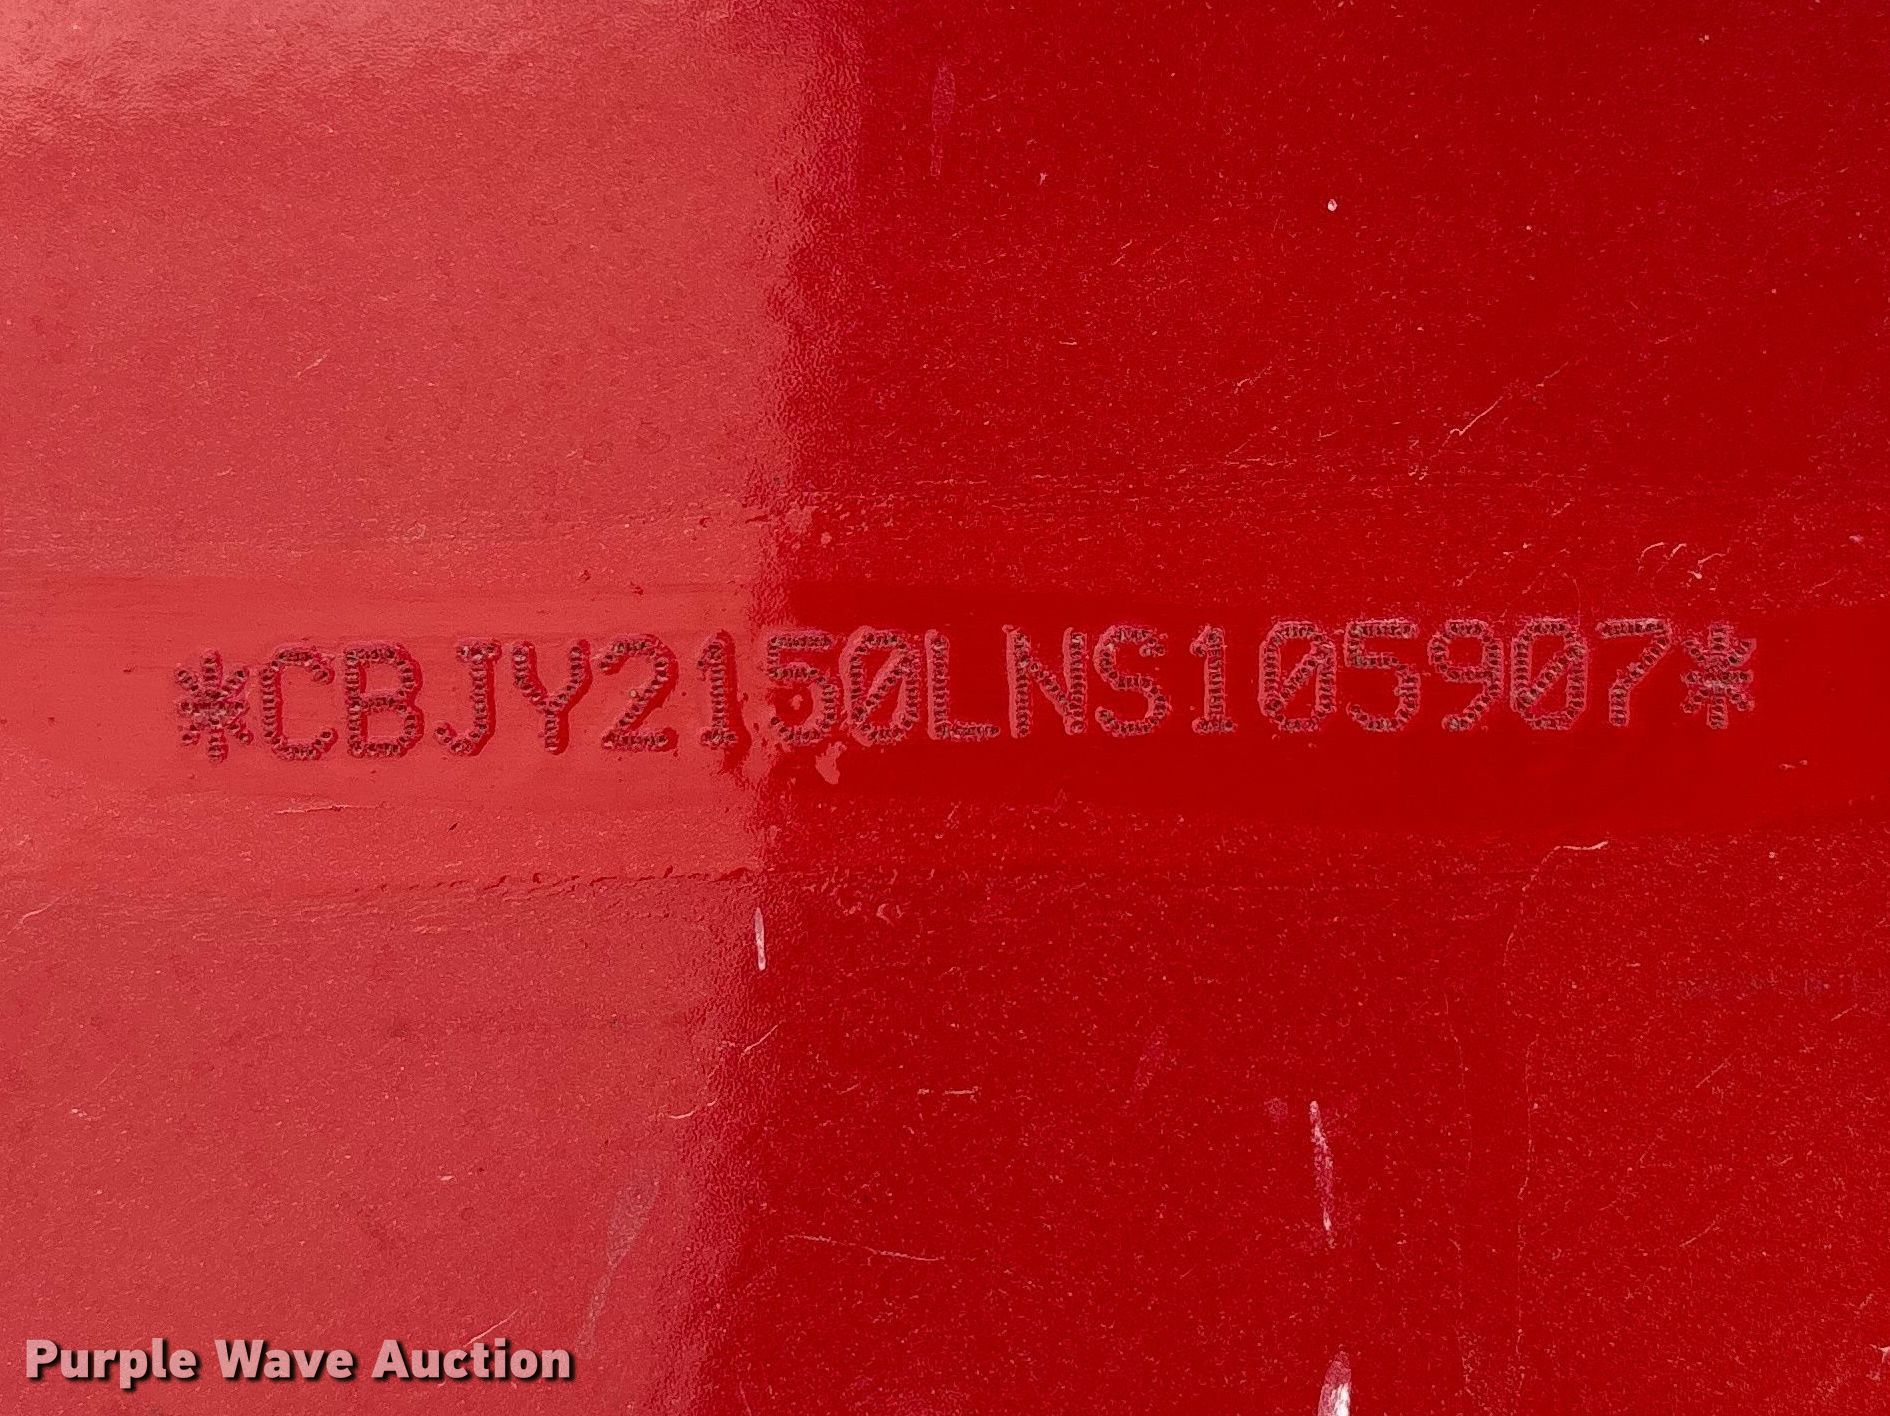 *CBJY2150LNS105907*
Purple Wave Auction